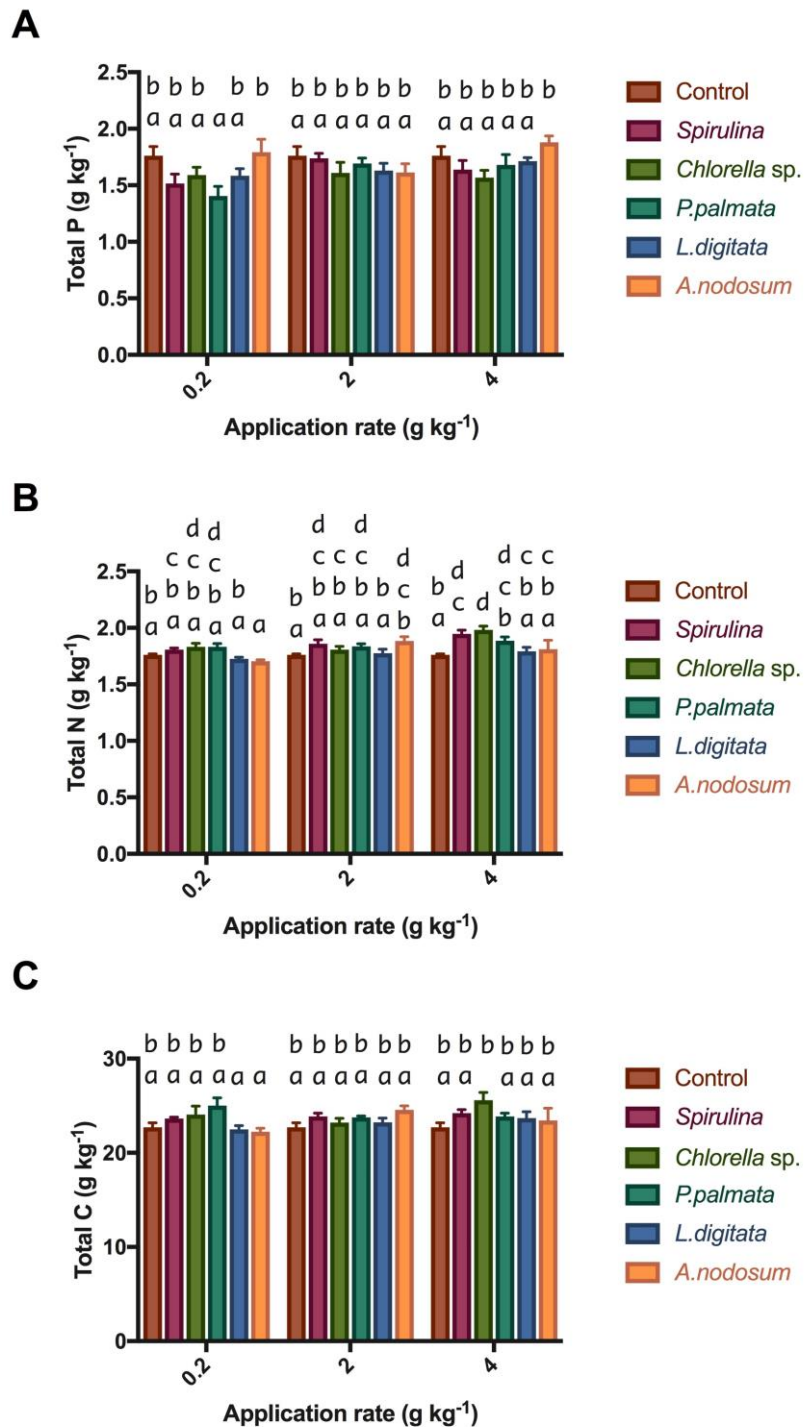 A
2.5
2.0
1.5
1.0
0.5
0.0
Total P (g kg-1)
b b b b b
a a a a a
b b b b b b
a a a a a a
b b b b b b
a a a a a
0.2
2
4
Application rate (g kg-1)
Control
Spirulina
Chlorella sp.
P.palmata
L.digitata
A.nodosum
B
2.5
2.0
1.5
1.0
0.5
0.0
Total N (g kg-1)
d d
c c c
b b b b b
a a a a a a
d d
c c c d
b b b b b c
a a a a a b
d d c c
b c b b
a c d b a a
0.2
2
4
Application rate (g kg-1)
Control
Spirulina
Chlorella sp.
P.palmata
L.digitata
A.nodosum
C
30
20
10
0
Total C (g kg-1)
b b b b
a a a a a a
b b b b b b
a a a a a a
b b b b b b
a a a a a
0.2
2
4
Application rate (g kg-1)
Control
Spirulina
Chlorella sp.
P.palmata
L.digitata
A.nodosum